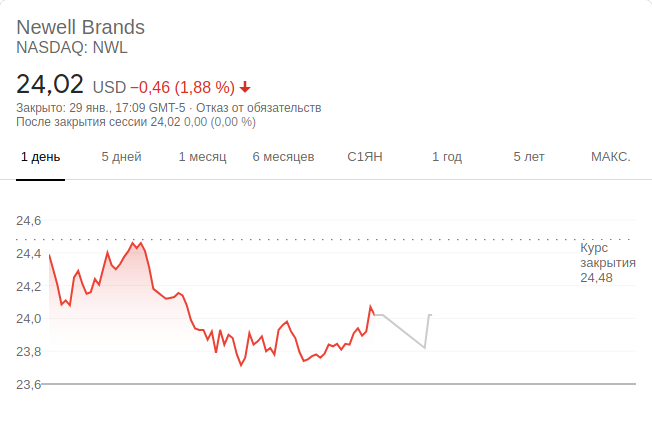 Newell Brands
NASDAQ: NWL
24,02 USD −0,46 (1,88 %)
Закрыто: 29 янв., 17:09 GMT-5 · Отказ от обязательств
После закрытия сессии 24,02 0,00 (0,00 %)
1 день 5 дней 1 месяц 6 месяцев С1ЯН 1 год 5 лет МАКС.
24,6
24,4
24,2
24,0
23,8
23,6
Курс
закрытия
24,48